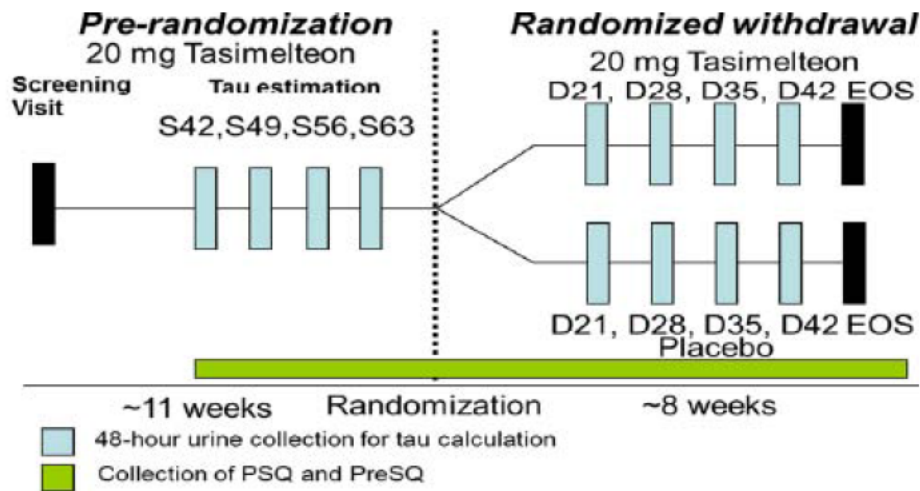 Pre-randomization
20 mg Tasimelteon
Screening
Visit
Tau estimation
S42,S49,S56,S63
Randomized withdrawal
20 mg Tasimelteon
D21, D28, D35, D42 EOS
D21, D28, D35, D42 EOS
Placebo
~11 weeks
Randomization
~8 weeks
48-hour urine collection for tau calculation
Collection of PSQ and PreSQ